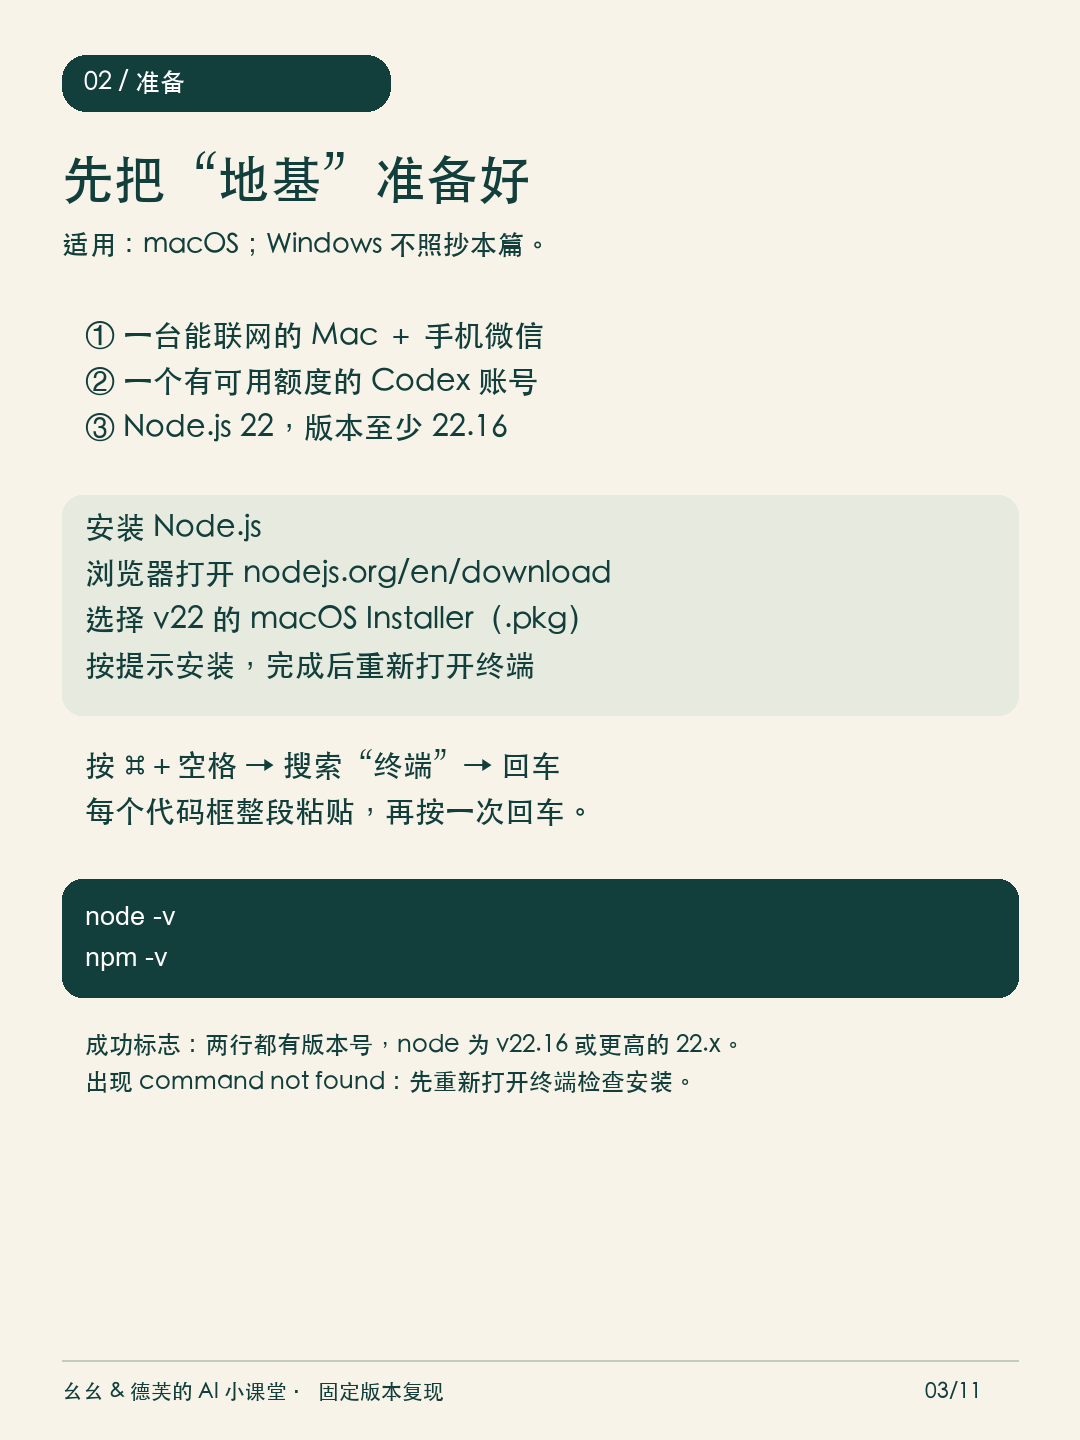 02 / 准备
先把“地基”准备好
适用：macOS；Windows 不照抄本篇。
① 一台能联网的 Mac + 手机微信
② 一个有可用额度的 Codex 账号
③ Node.js 22，版本至少 22.16
安装 Node.js
浏览器打开 nodejs.org/en/download
选择 v22 的 macOS Installer（.pkg）
按提示安装，完成后重新打开终端
按 ⌘ + 空格 → 搜索“终端” → 回车
每个代码框整段粘贴，再按一次回车。
node -v
npm -v
成功标志：两行都有版本号，node 为 v22.16 或更高的 22.x。
出现 command not found：先重新打开终端检查安装。
幺幺 & 德芙的 AI 小课堂 · 固定版本复现
03/11